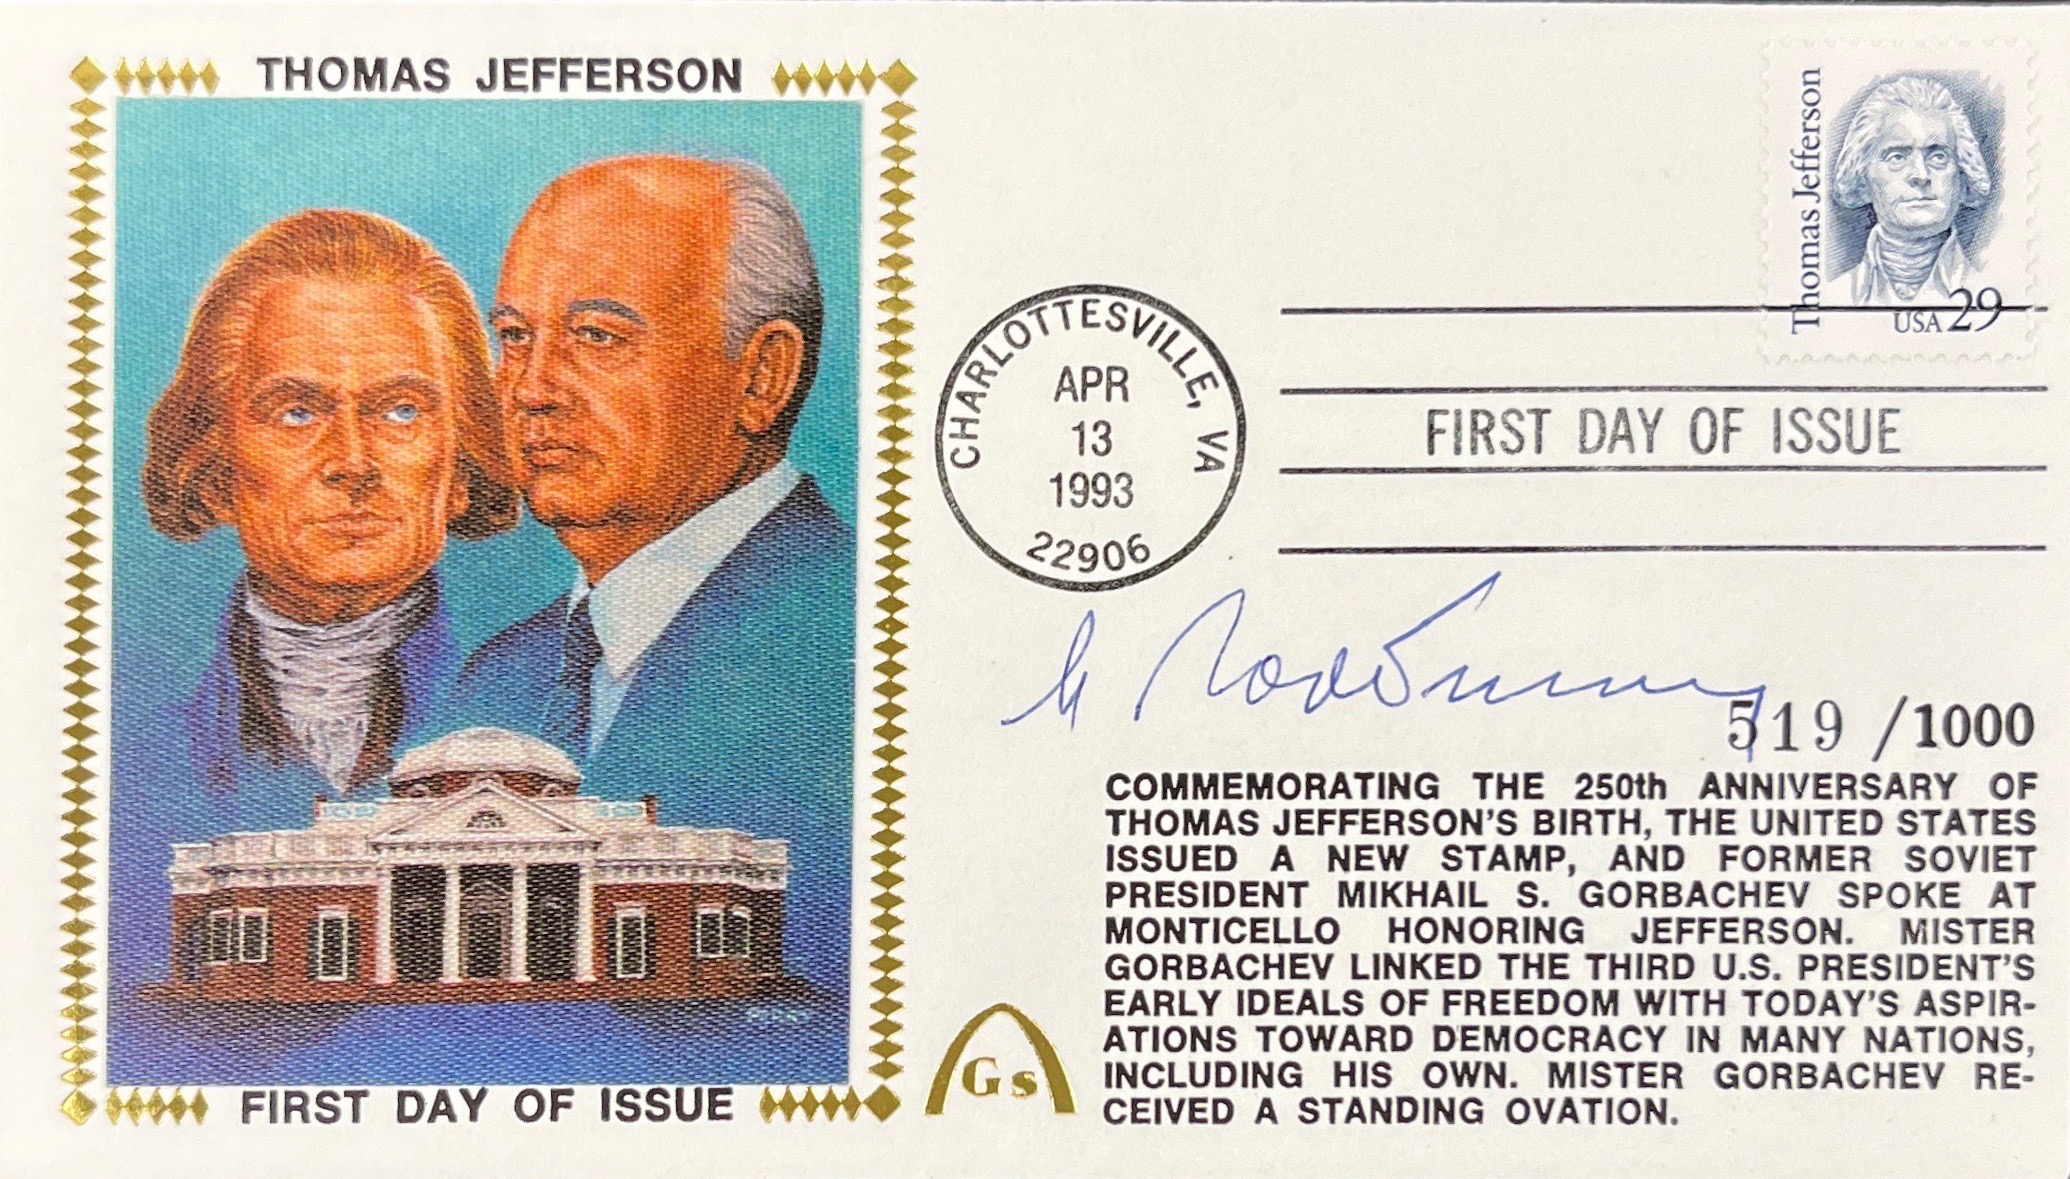 THOMAS JEFFERSON
PERRY
FIRST DAY OF ISSUE
Thomas Jefferson
USA 29
CHARLOTTESVILLE, VA
APR
13
1993
22906
FIRST DAY OF ISSUE
519 /1000
COMMEMORATING THE 250th ANNIVERSARY OF
THOMAS JEFFERSON'S BIRTH, THE UNITED STATES
ISSUED A NEW STAMP, AND FORMER SOVIET
PRESIDENT MIKHAIL S. GORBACHEV SPOKE AT
MONTICELLO HONORING JEFFERSON. MISTER
GORBACHEV LINKED THE THIRD U.S. PRESIDENT'S
EARLY IDEALS OF FREEDOM WITH TODAY'S ASPIR-
ATIONS TOWARD DEMOCRACY IN MANY NATIONS,
INCLUDING HIS OWN. MISTER GORBACHEV RE-
CEIVED A STANDING OVATION.
Gs